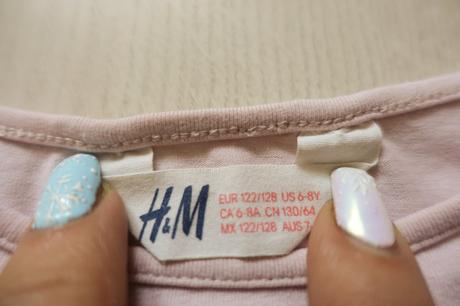 H&M
EUR 122/128 US 6-8Y
CA 6-8A CN 130/64
MX 122/128 AUS 7-